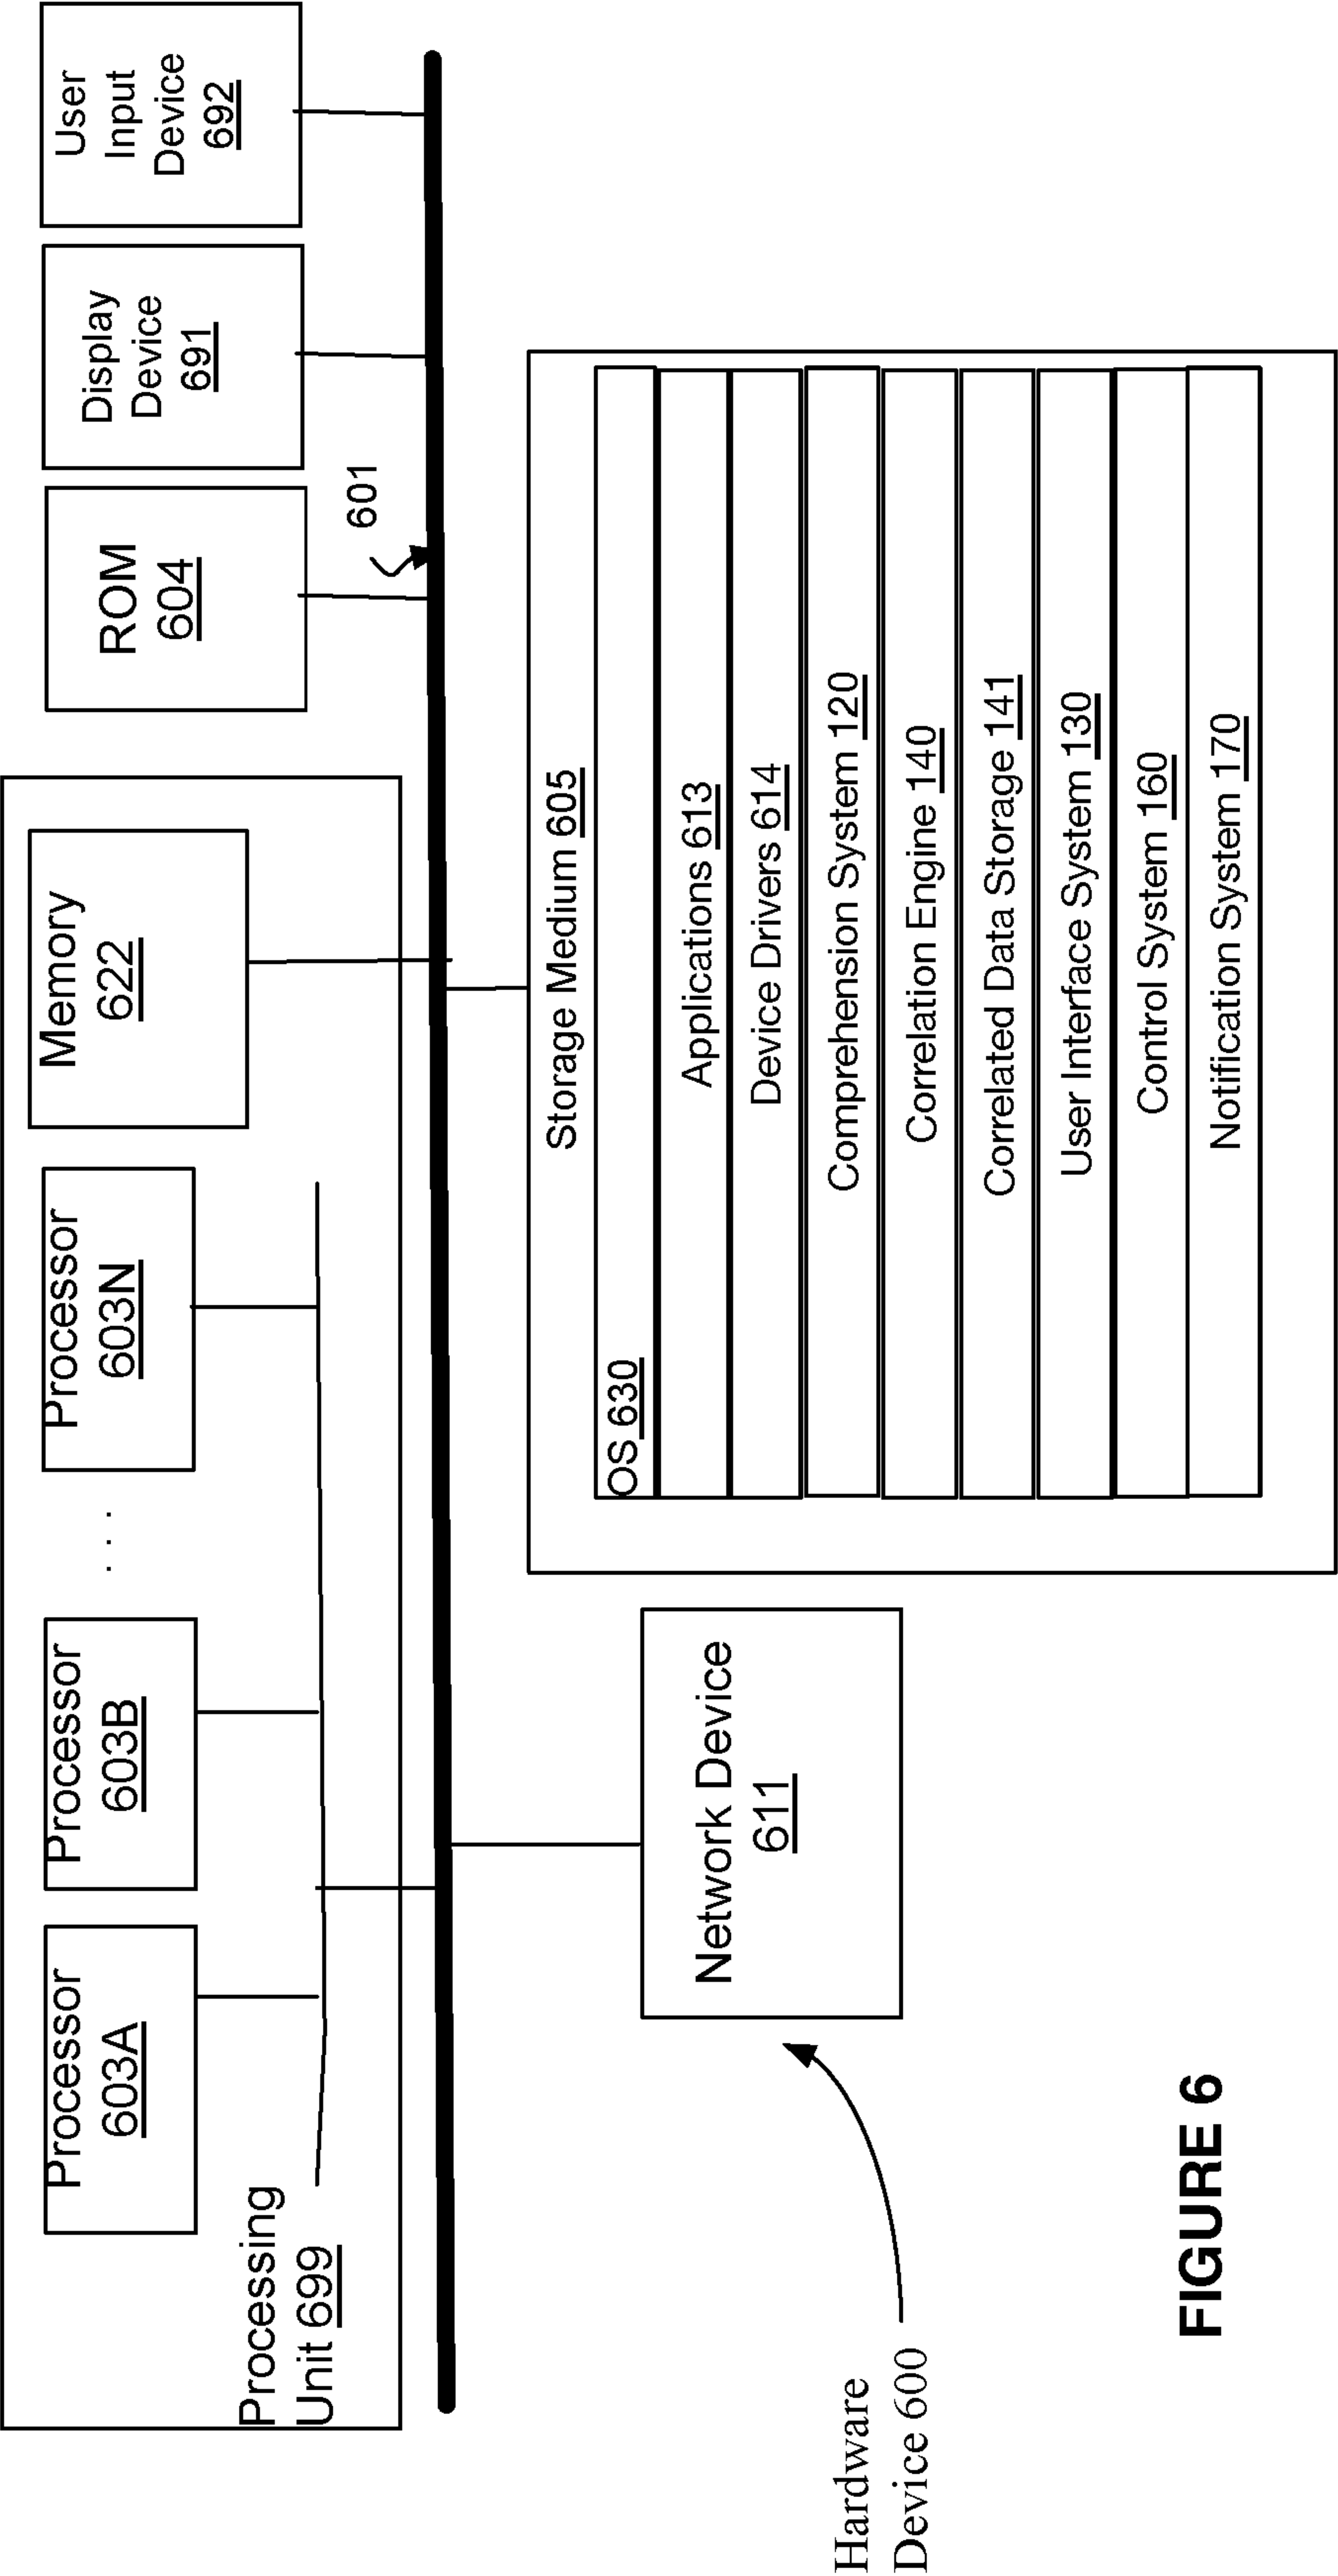 Processor
603A
Processor
603B
. . .
Processor
603N
Memory
622
Processing
Unit 699
ROM
604
Display
Device
691
User
Input
Device
692
601
Network Device
611
Hardware
Device 600
Storage Medium 605
OS 630
Applications 613
Device Drivers 614
Comprehension System 120
Correlation Engine 140
Correlated Data Storage 141
User Interface System 130
Control System 160
Notification System 170
FIGURE 6